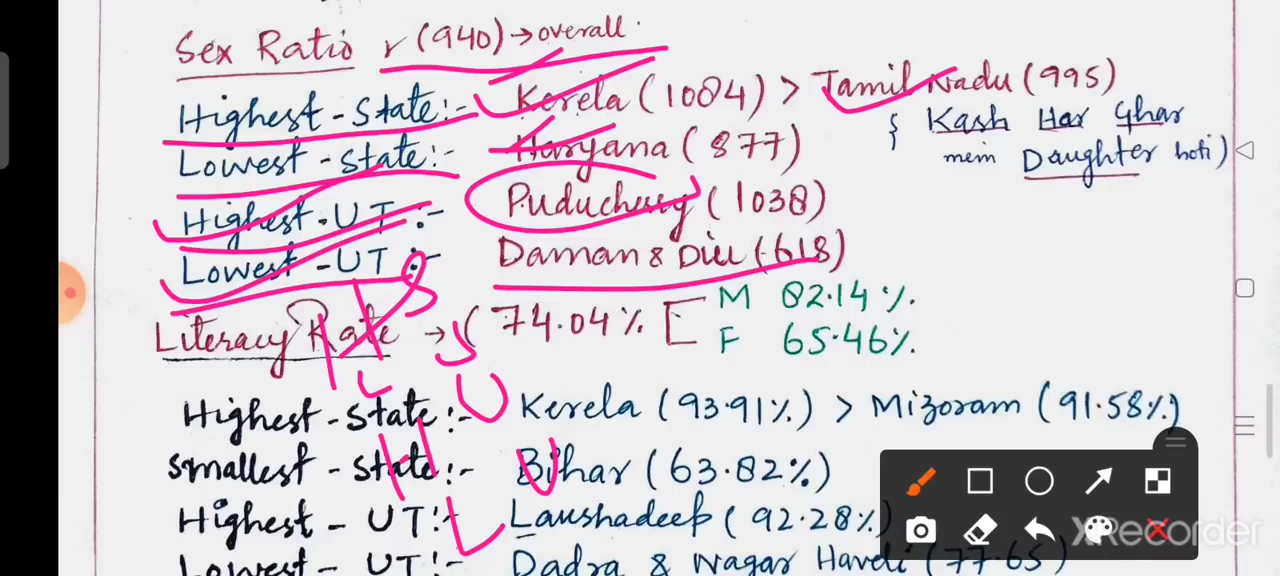 Sex Ratio (940) → overall
Highest - State :- Kerela (1084) > Tamil Nadu (995)
{ Kash Har Ghar
Lowest - State :- Haryana (877)
mein Daughter hoti)
Highest - UT :- Puducherry (1038)
Lowest - UT :- Daman & Diu (618)
Literacy Rate → (74.04% [ M 82.14%.
F 65.46%.
Highest - State :- Kerela (93.91%) > Mizoram (91.58%)
Smallest - State :- Bihar (63.82%)
Highest - UT :- Laushadeep (92.28%)
Lowest - UT :- Dadra & Nagar Haveli (77.65
XRecorder